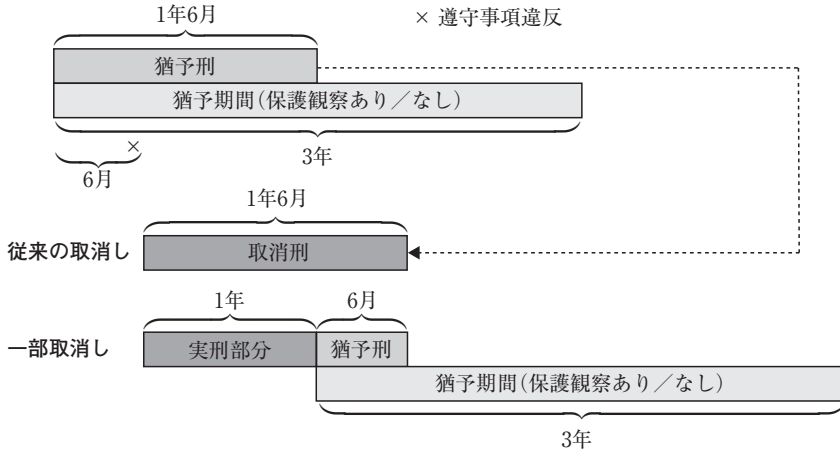 1年6月
× 遵守事項違反
猶予刑
猶予期間(保護観察あり／なし)
×
3年
6月
1年6月
従来の取消し
取消刑
1年
6月
一部取消し
実刑部分
猶予刑
猶予期間(保護観察あり／なし)
3年